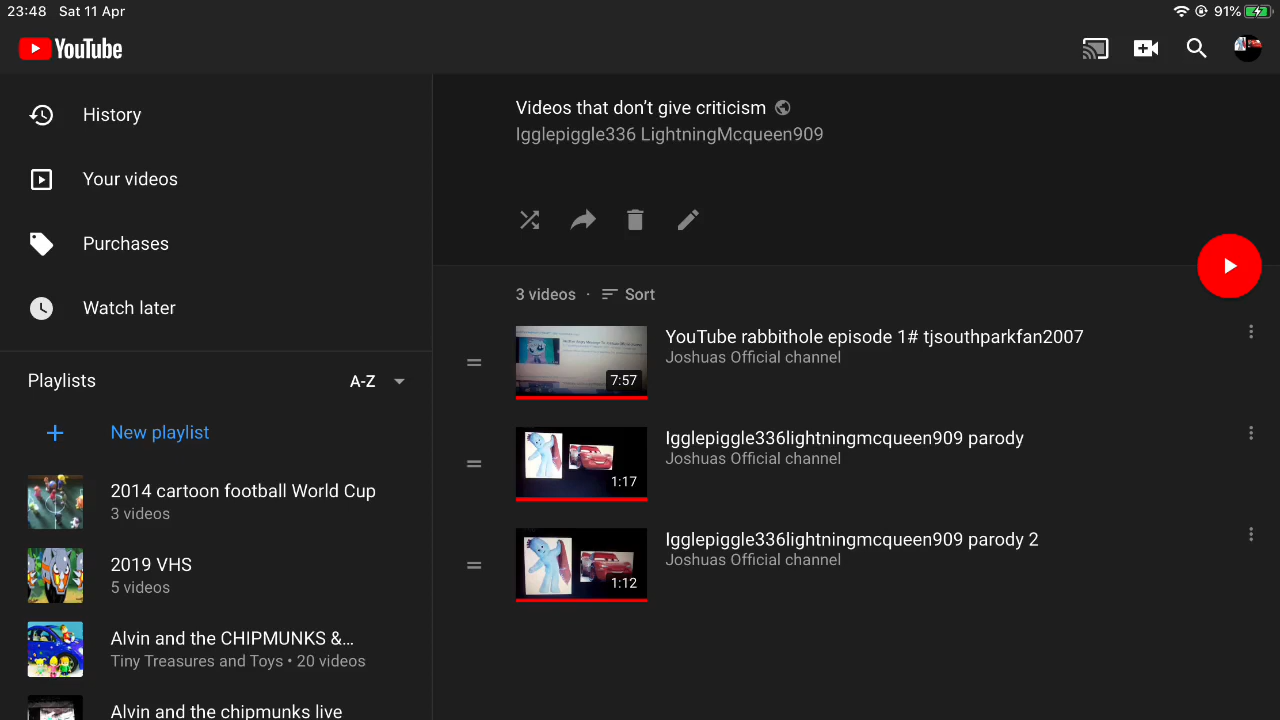 23:48 Sat 11 Apr
91%
YouTube
History
Your videos
Purchases
Watch later
Playlists
A-Z
New playlist
2014 cartoon football World Cup
3 videos
2019 VHS
5 videos
Alvin and the CHIPMUNKS &...
Tiny Treasures and Toys • 20 videos
Alvin and the chipmunks live
Videos that don't give criticism
Igglepiggle336 LightningMcqueen909
3 videos · Sort
7:57
YouTube rabbithole episode 1# tjsouthparkfan2007
Joshuas Official channel
1:17
Igglepiggle336lightningmcqueen909 parody
Joshuas Official channel
1:12
Igglepiggle336lightningmcqueen909 parody 2
Joshuas Official channel